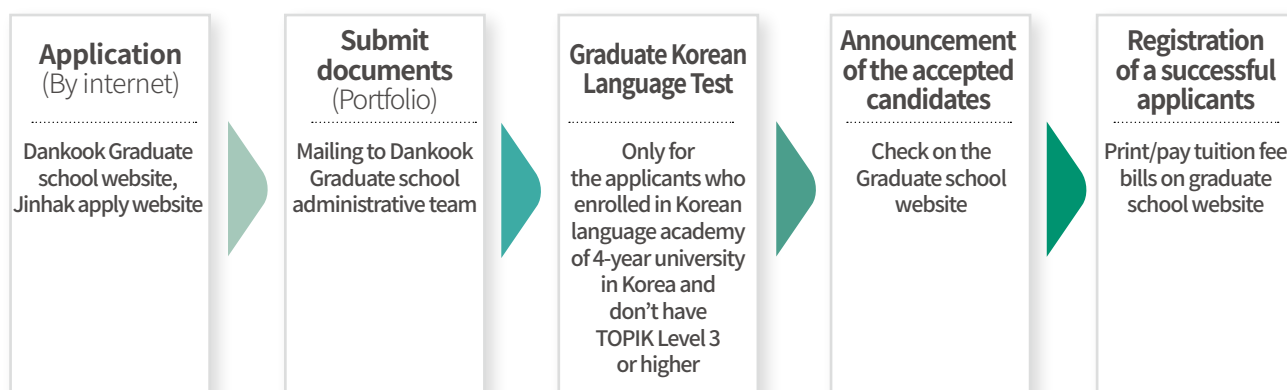 Application
(By internet)
Dankook Graduate
school website,
Jinhak apply website
Submit
documents
(Portfolio)
Mailing to Dankook
Graduate school
administrative team
Graduate Korean
Language Test
Only for
the applicants who
enrolled in Korean
language academy
of 4-year university
in Korea and
don't have
TOPIK Level 3
or higher
Announcement
of the accepted
candidates
Check on the
Graduate school
website
Registration
of a successful
applicants
Print/pay tuition fee
bills on graduate
school website